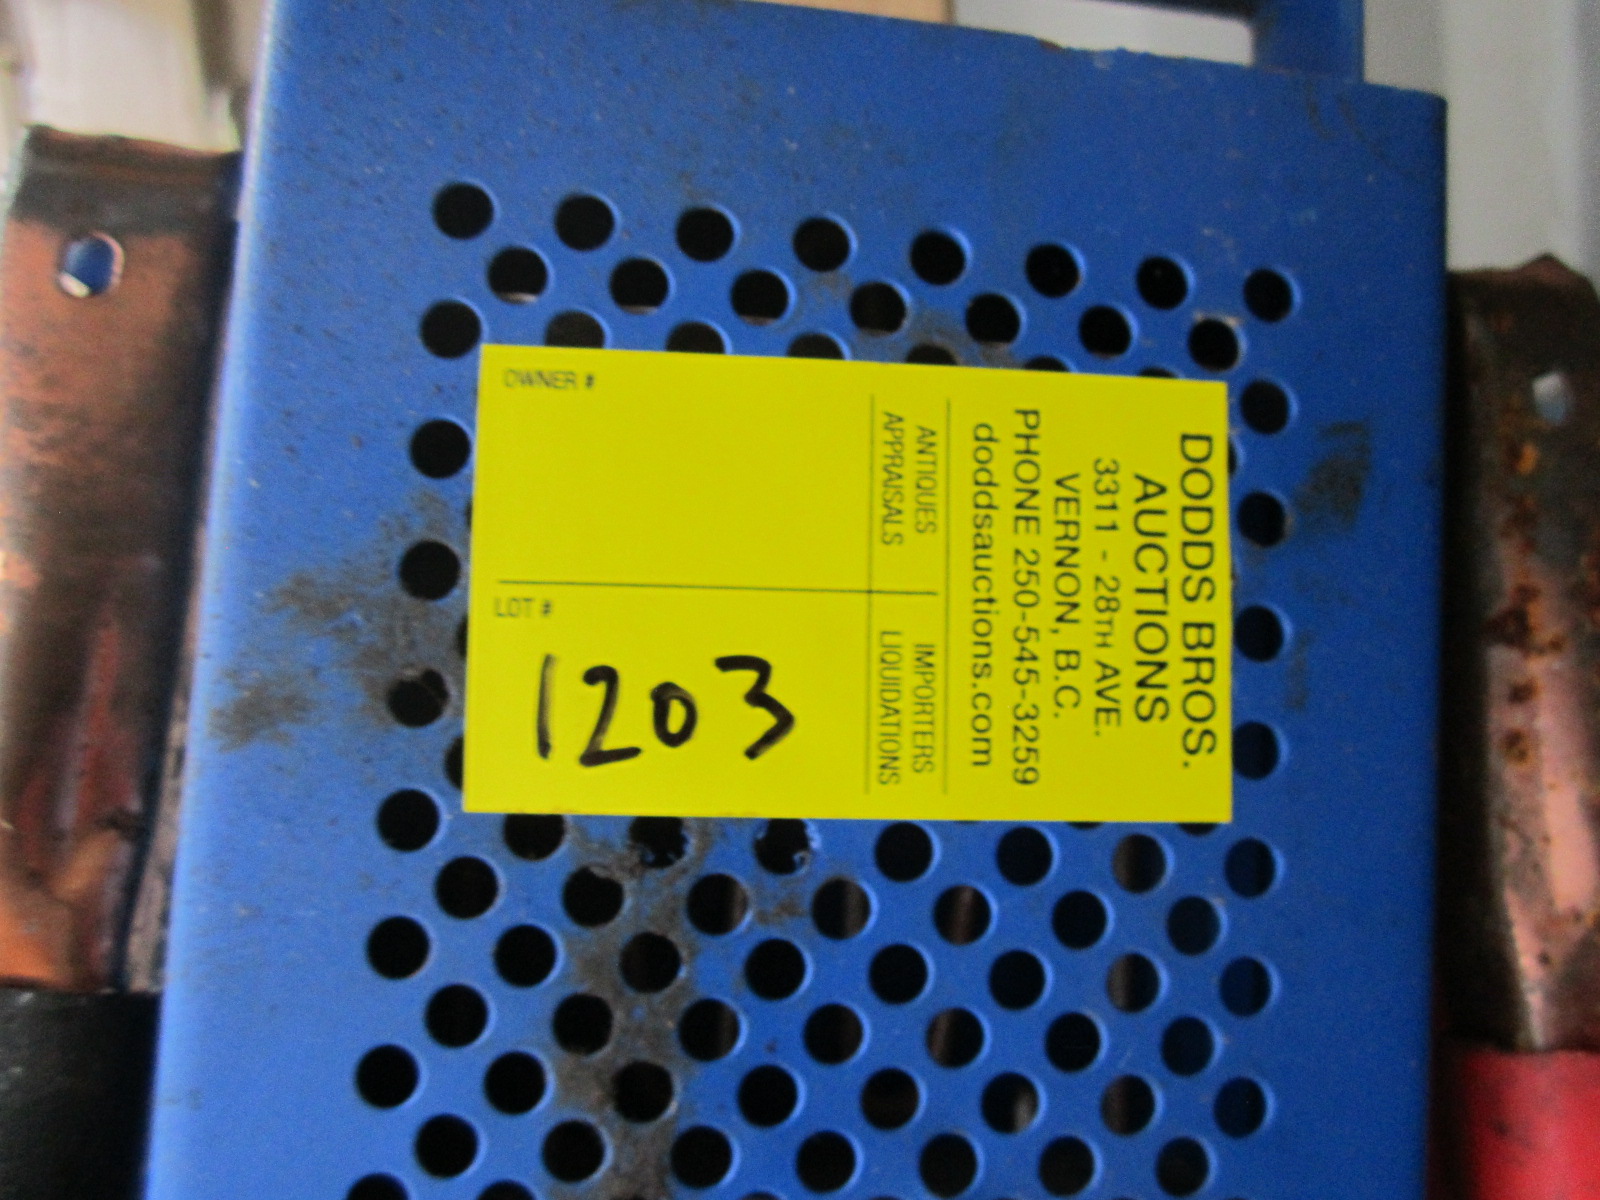 DODDS BROS.
AUCTIONS
3311 - 28TH AVE.
VERNON, B.C.
PHONE 250-545-3259
doddsauctions.com
ANTIQUES IMPORTERS
APPRAISALS LIQUIDATIONS
OWNER #
LOT #
1203